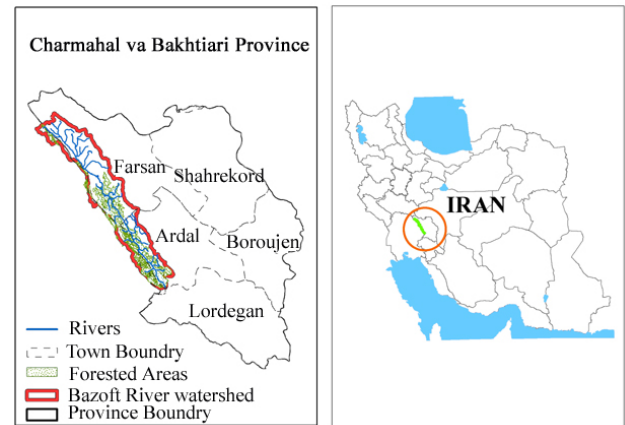 Charmahal va Bakhtiari Province
Farsan
Shahrekord
Ardal
Boroujen
Lordegan
Rivers
Town Boundry
Forested Areas
Bazoft River watershed
Province Boundry
IRAN